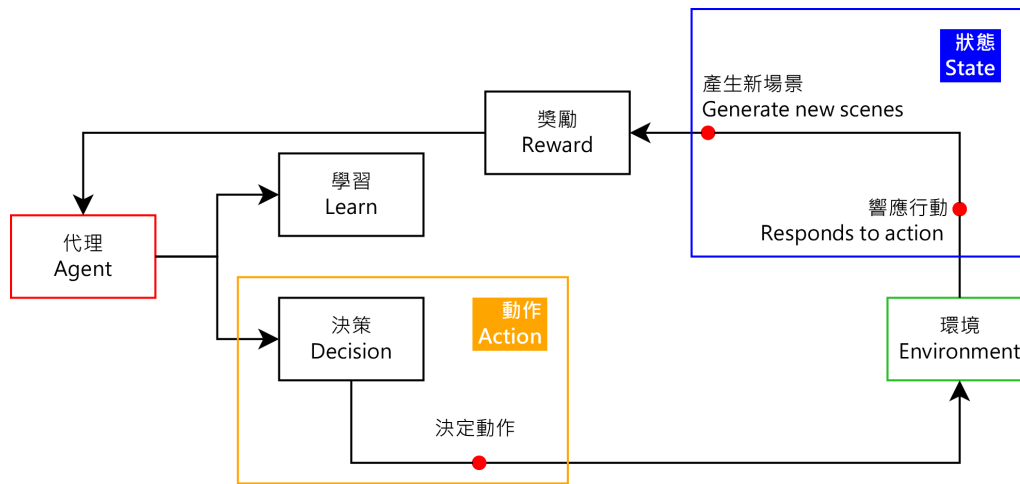 狀態
State
產生新場景
Generate new scenes
獎勵
Reward
學習
Learn
響應行動
Responds to action
代理
Agent
動作
Action
決策
Decision
環境
Environment
決定動作